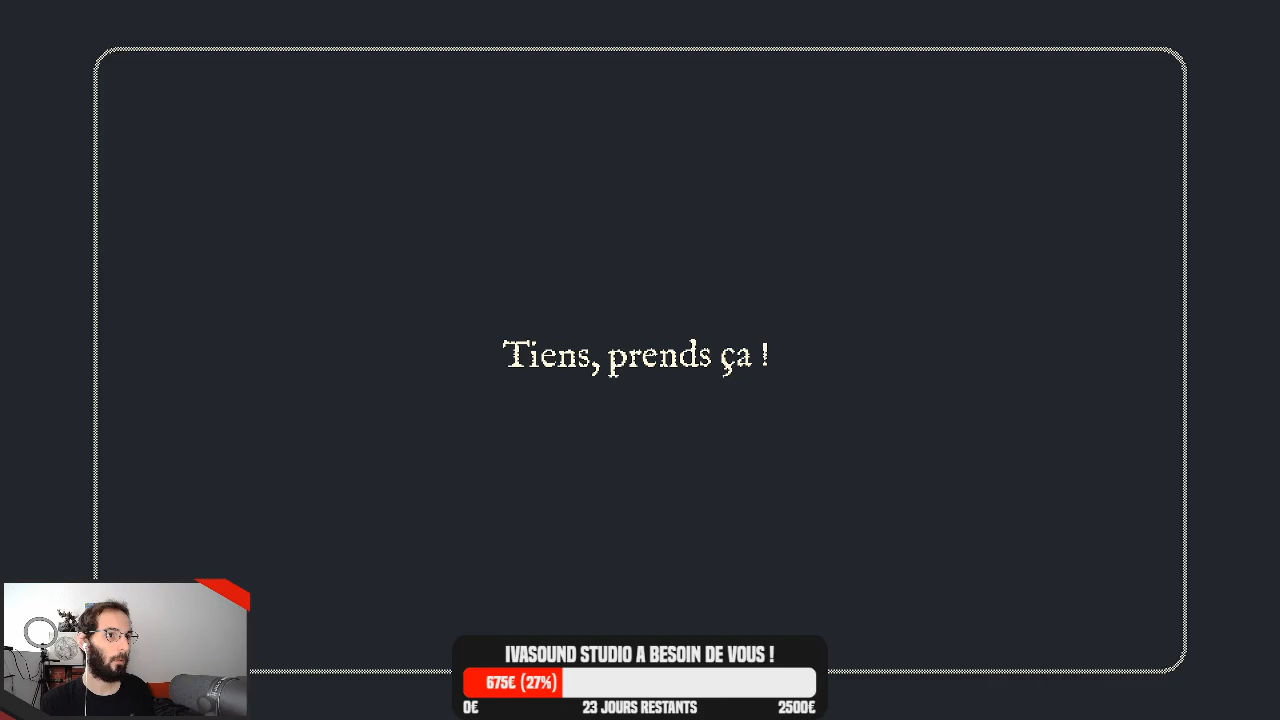 Tiens, prends ça !
IVASOUND STUDIO A BESOIN DE VOUS !
675€ (27%)
0€ 23 JOURS RESTANTS 2500€